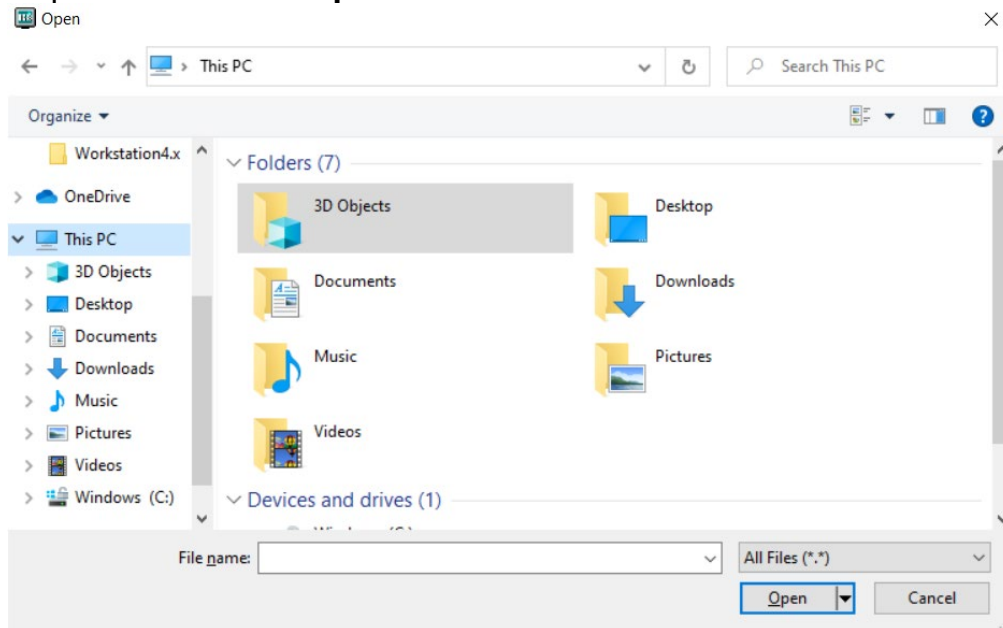 Open
This PC
Search This PC
Organize
Workstation4.x
OneDrive
This PC
3D Objects
Desktop
Documents
Downloads
Music
Pictures
Videos
Windows (C:)
Folders (7)
3D Objects
Desktop
Documents
Downloads
Music
Pictures
Videos
Devices and drives (1)
File name:
All Files (*.*)
Open
Cancel